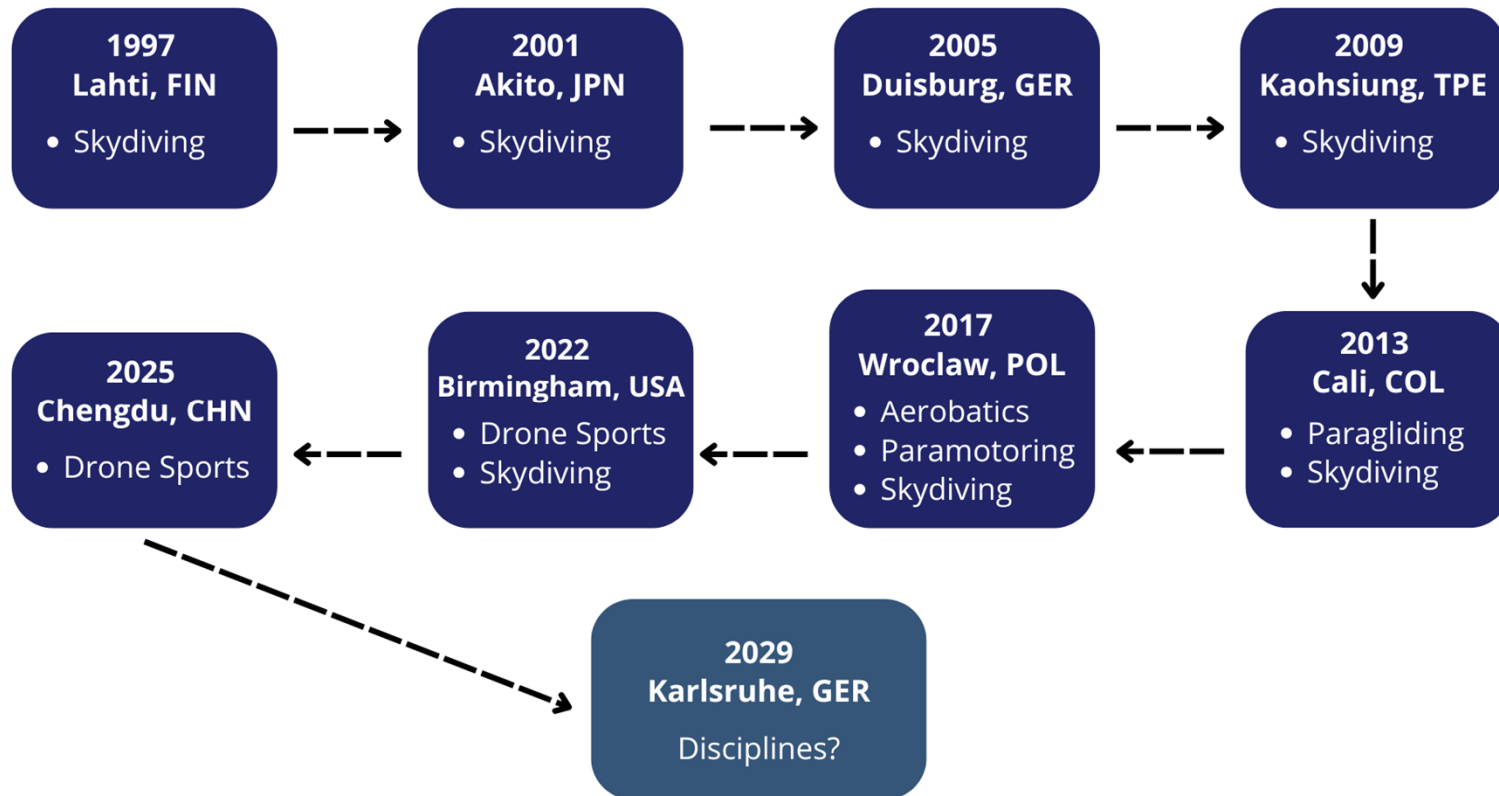 1997
Lahti, FIN
• Skydiving
2001
Akito, JPN
• Skydiving
2005
Duisburg, GER
• Skydiving
2009
Kaohsiung, TPE
• Skydiving
2013
Cali, COL
• Paragliding
• Skydiving
2017
Wroclaw, POL
• Aerobatics
• Paramotoring
• Skydiving
2022
Birmingham, USA
• Drone Sports
• Skydiving
2025
Chengdu, CHN
• Drone Sports
2029
Karlsruhe, GER
Disciplines?